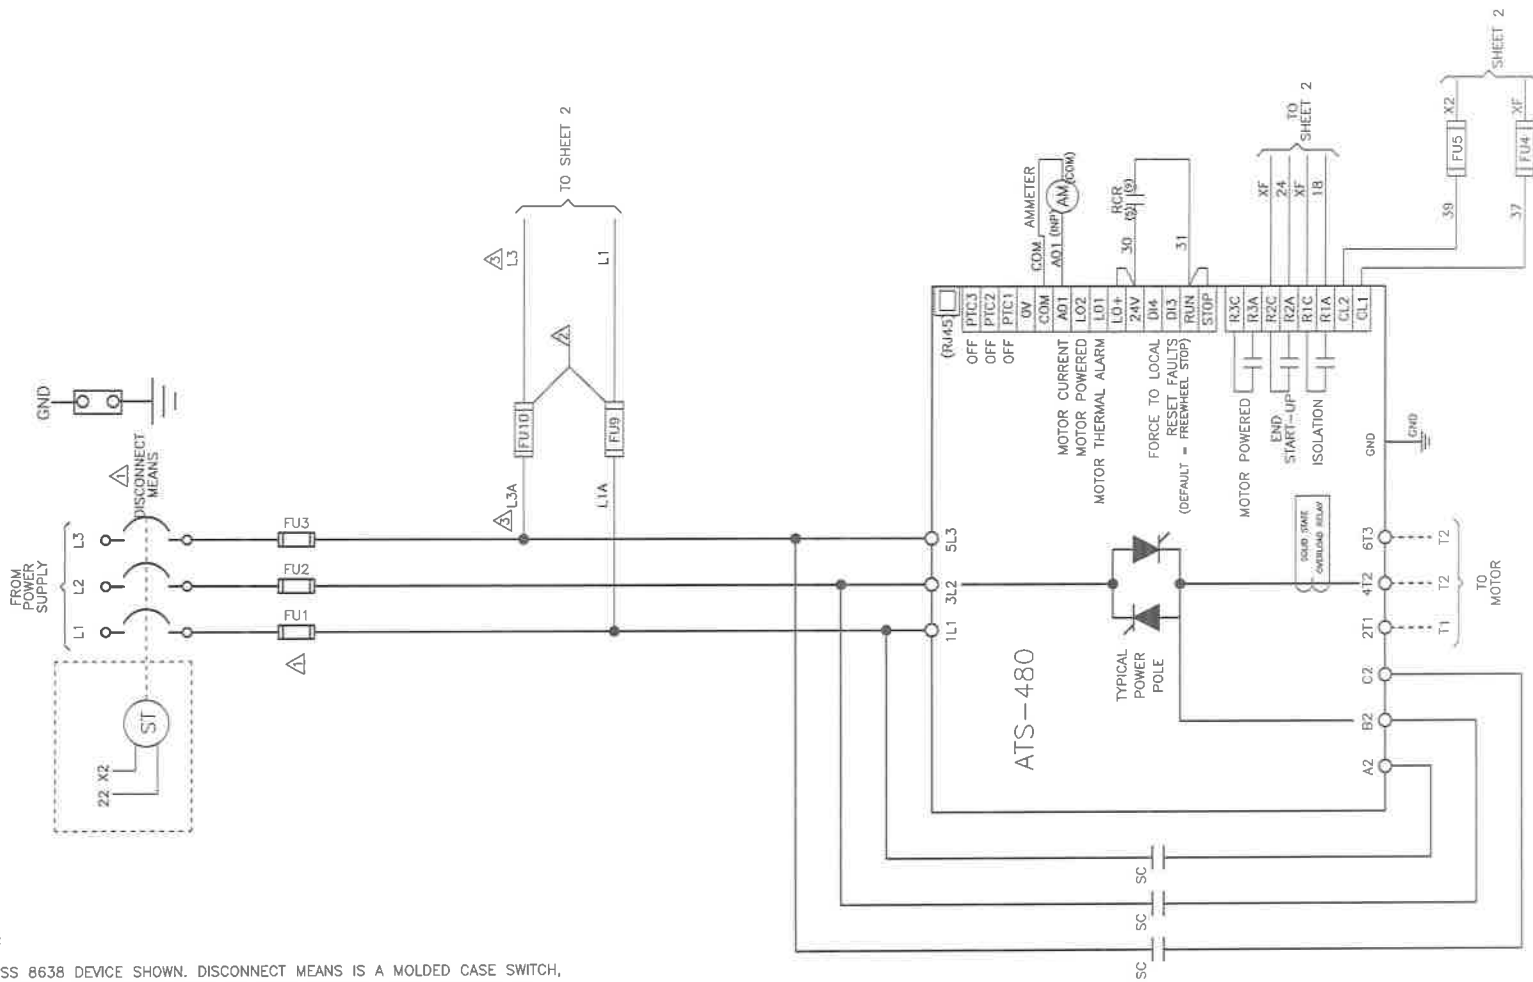 FROM
POWER
SUPPLY
L1
L2
L3
DISCONNECT
MEANS
1
GND
ST
22
X2
FU1
FU2
FU3
1
3 L3A
L1A
FU10
FU9
2
3
L3
L1
TO SHEET 2
1L1
3L2
5L3
ATS-480
TYPICAL
POWER
POLE
SOLID STATE
OVERLOAD RELAY
(RJ45)
OFF PTC3
OFF PTC2
OFF PTC1
0V
COM
MOTOR CURRENT AO1
MOTOR POWERED LO2
MOTOR THERMAL ALARM LO1
LO+
24V
FORCE TO LOCAL DI4
RESET FAULTS DI3
(DEFAULT = FREEWHEEL STOP)
RUN
STOP
MOTOR POWERED
R3C
R3A
END
START-UP
R2C
R2A
ISOLATION
R1C
R1A
CL2
CL1
COM
AMMETER
AO1 (INP)
AM
(COM)
30
RCR
(5)
(9)
31
XF
24
XF
18
TO
SHEET 2
39
FU5
X2
37
FU4
XF
SHEET 2
GND
GND
A2
B2
C2
2T1
4T2
6T3
T1
T2
T2
TO
MOTOR
SC
SC
SC
SS 8638 DEVICE SHOWN. DISCONNECT MEANS IS A MOLDED CASE SWITCH,